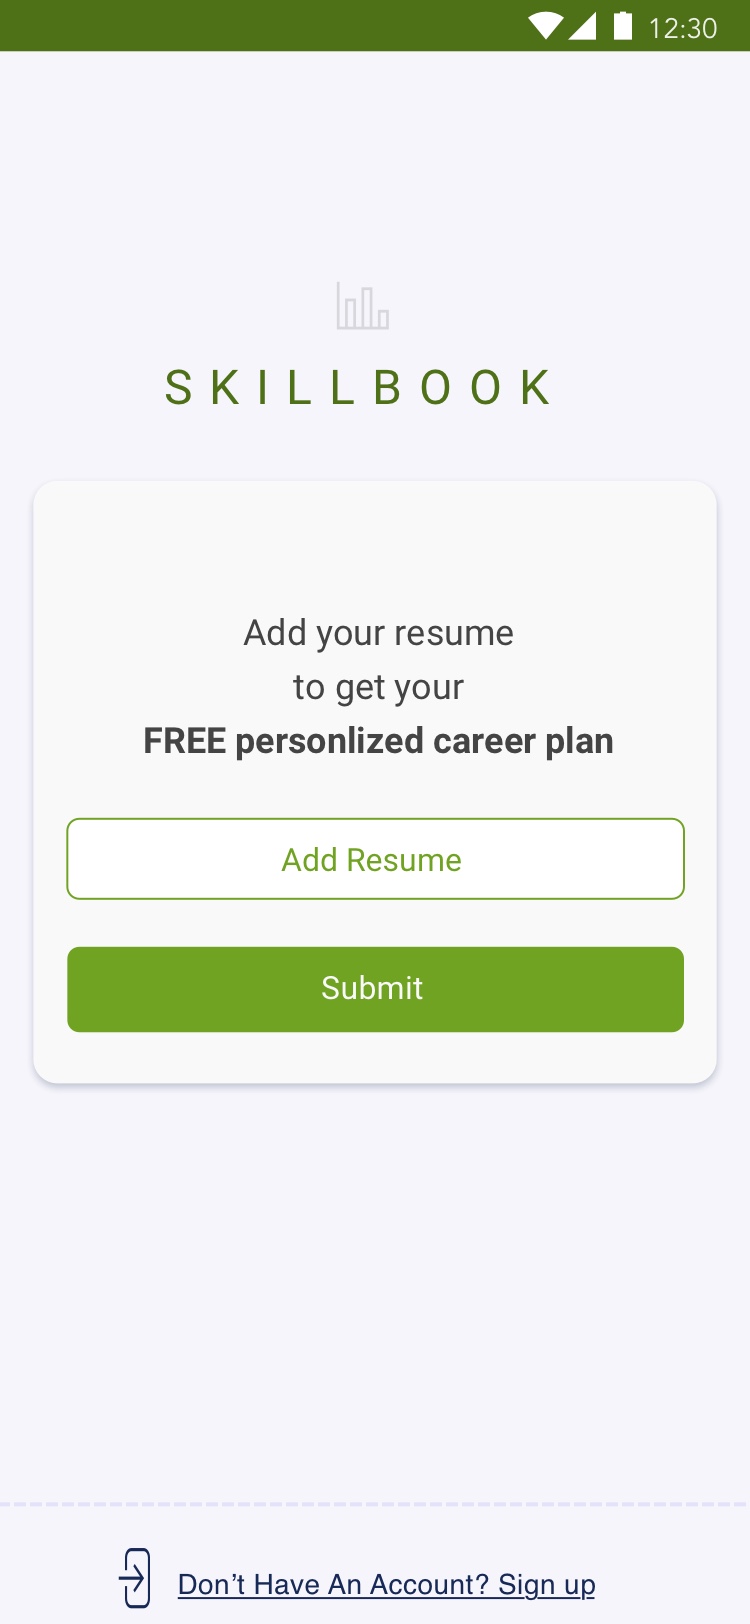 12:30
SKILLBOOK
Add your resume
to get your
FREE personlized career plan
Add Resume
Submit
Don’t Have An Account? Sign up